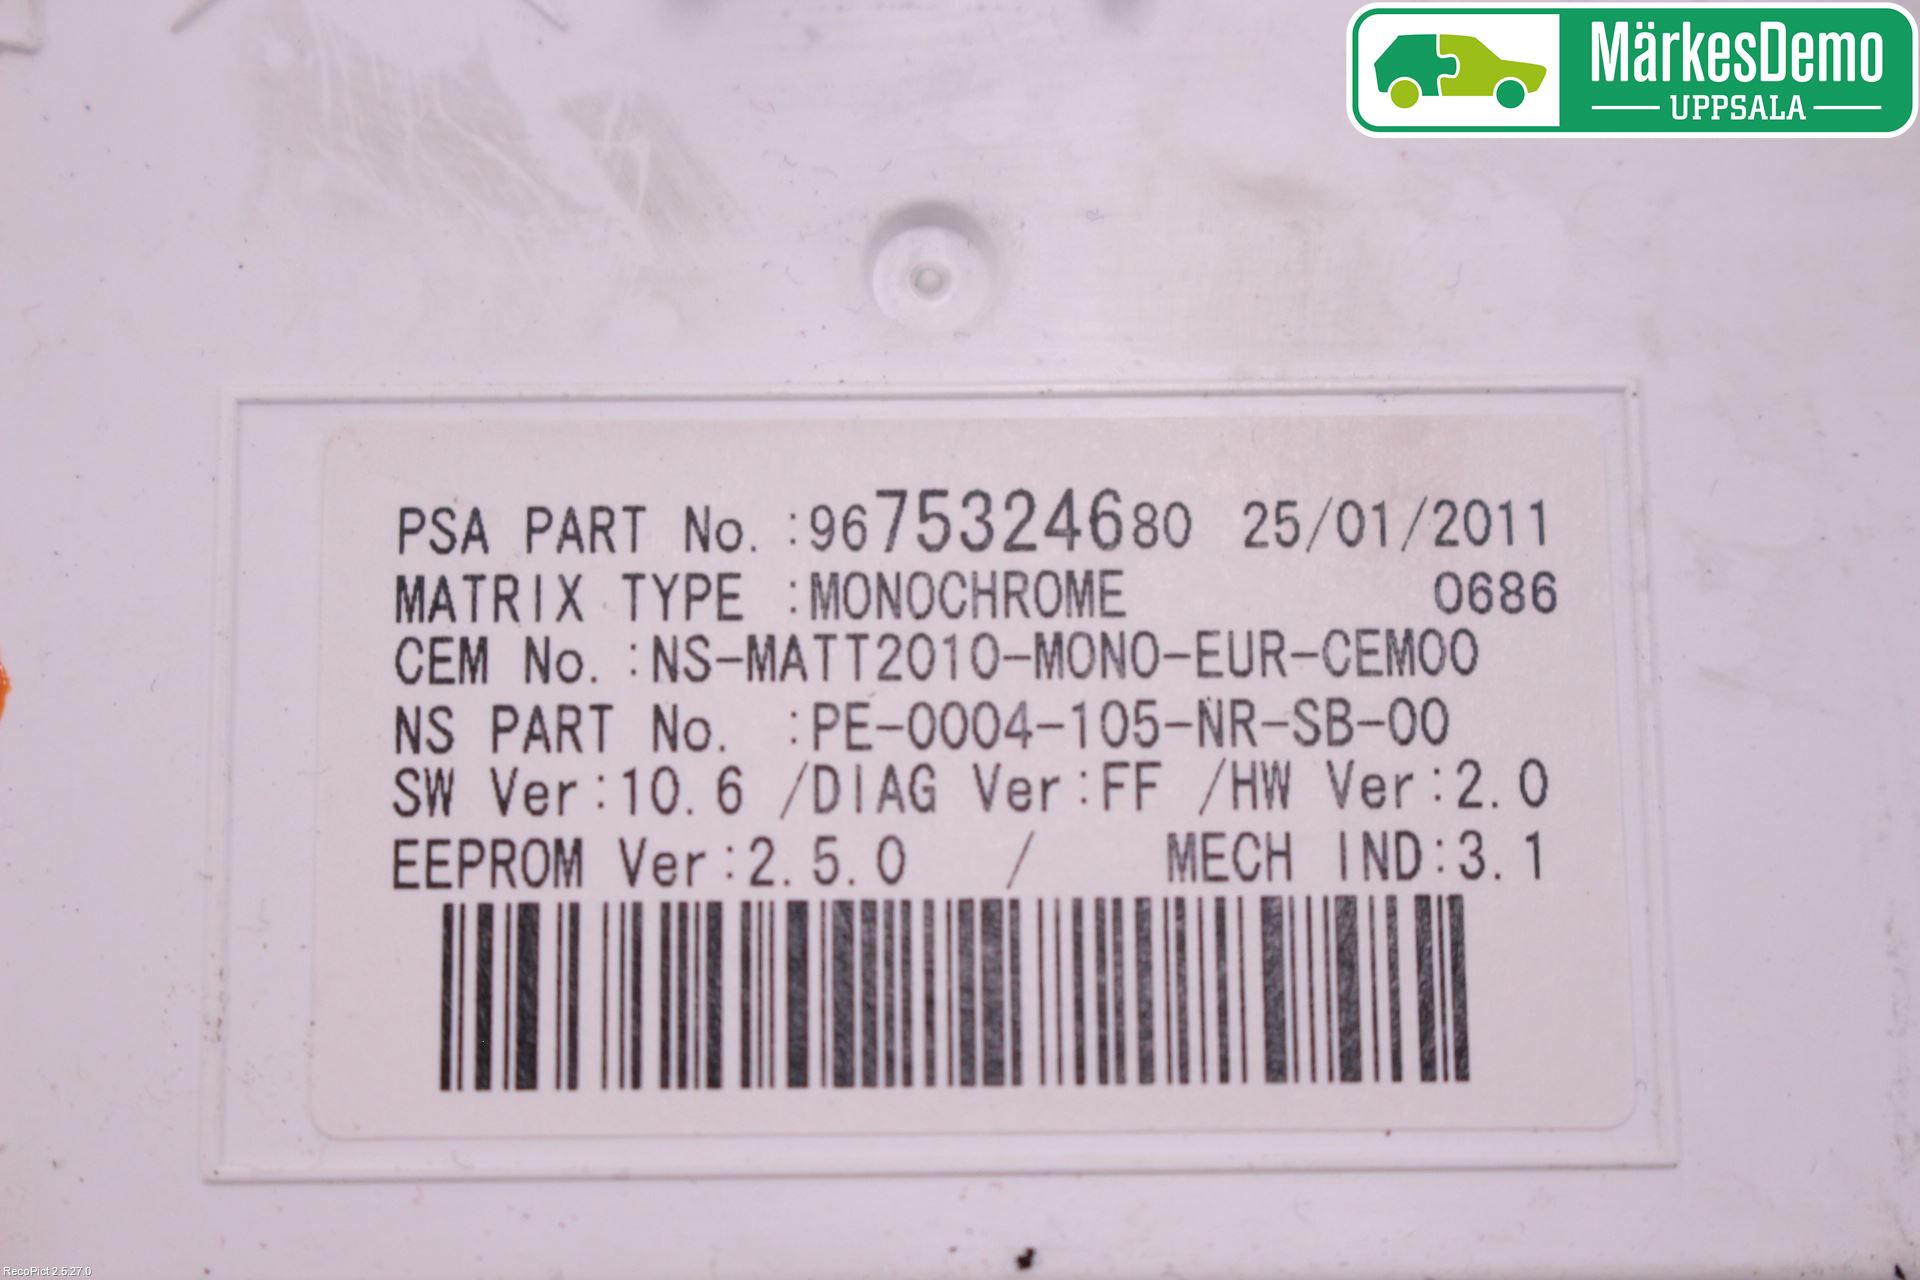 MärkesDemo
UPPSALA
PSA PART No. :9675324680 25/01/2011
MATRIX TYPE :MONOCHROME 0686
CEM No. :NS-MATT2010-MONO-EUR-CEM00
NS PART No. :PE-0004-105-NR-SB-00
SW Ver:10.6 /DIAG Ver:FF /HW Ver:2.0
EEPROM Ver:2.5.0 / MECH IND:3.1
RecoPict 2.5.27.0